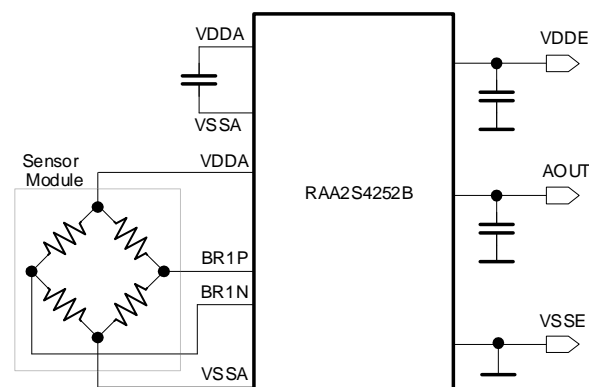 VDDA
VDDE
VSSA
Sensor
Module
VDDA
RAA2S4252B
AOUT
BR1P
BR1N
VSSE
VSSA